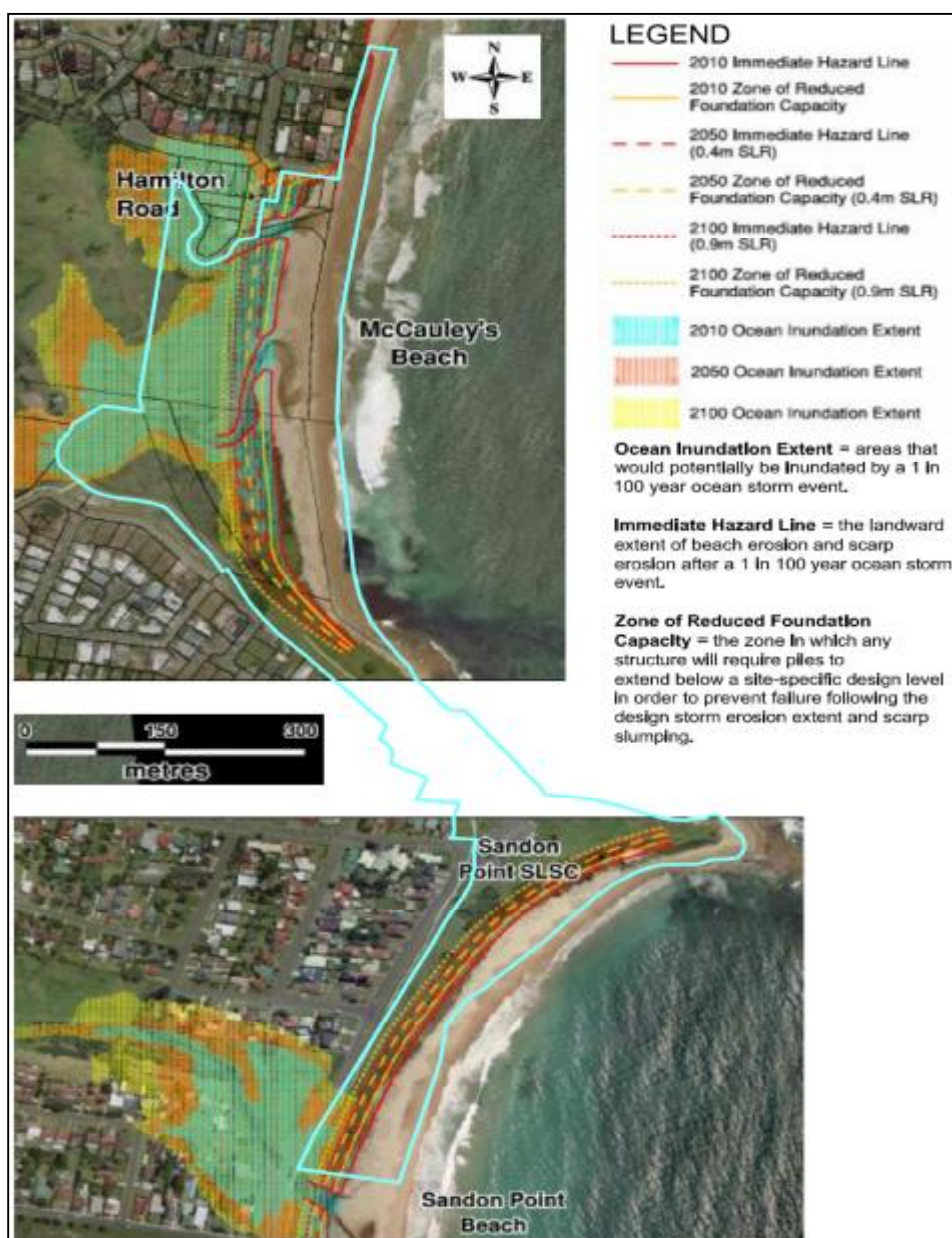 N
W E
S
Hamilton
Road
McCauley's
Beach
0 150 300
metres
Sandon
Point SLSC
Sandon Point
Beach
LEGEND
2010 Immediate Hazard Line
2010 Zone of Reduced
Foundation Capacity
2050 Immediate Hazard Line
(0.4m SLR)
2050 Zone of Reduced
Foundation Capacity (0.4m SLR)
2100 Immediate Hazard Line
(0.9m SLR)
2100 Zone of Reduced
Foundation Capacity (0.9m SLR)
2010 Ocean Inundation Extent
2050 Ocean Inundation Extent
2100 Ocean Inundation Extent
Ocean Inundation Extent = areas that
would potentially be inundated by a 1 in
100 year ocean storm event.
Immediate Hazard Line = the landward
extent of beach erosion and scarp
erosion after a 1 in 100 year ocean storm
event.
Zone of Reduced Foundation
Capacity = the zone in which any
structure will require piles to
extend below a site-specific design level
in order to prevent failure following the
design storm erosion extent and scarp
slumping.